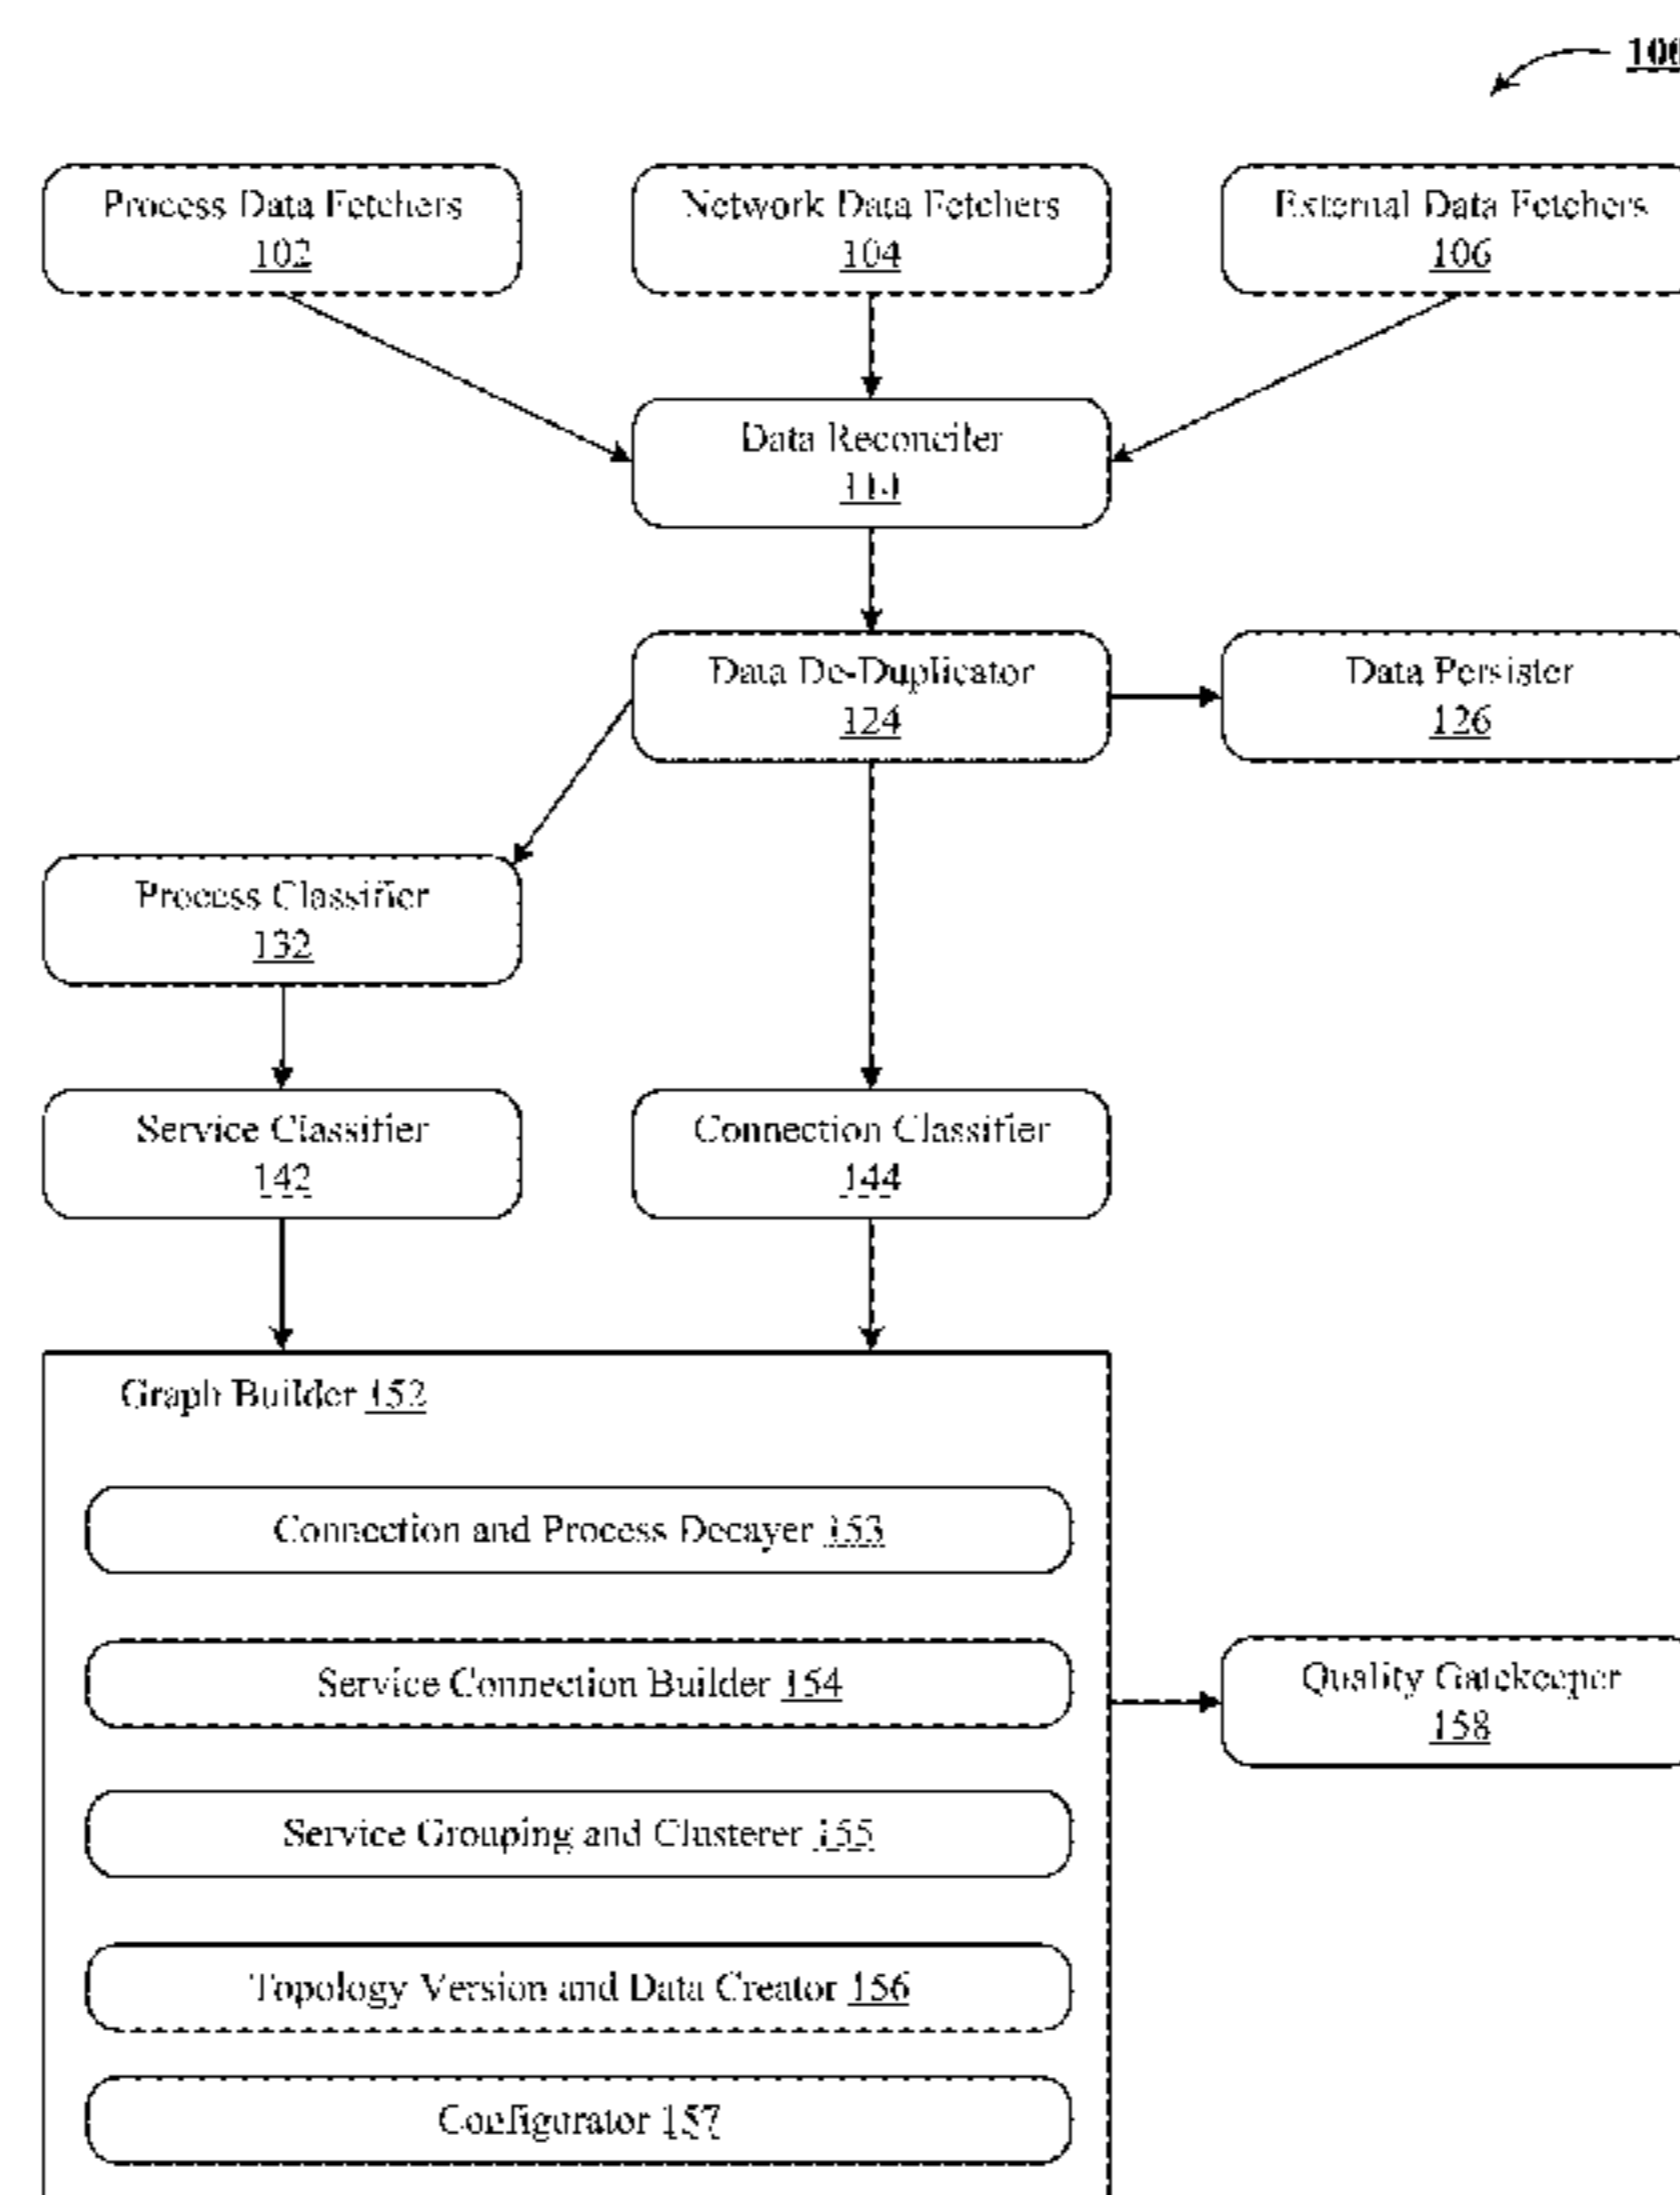 100
Process Data Fetchers
102
Network Data Fetchers
104
External Data Fetchers
106
Data Reconciler
114
Data De-Duplicator
124
Data Persister
126
Process Classifier
132
Service Classifier
142
Connection Classifier
144
Graph Builder 152
Connection and Process Decayer 153
Service Connection Builder 154
Service Grouping and Clusterer 155
Topology Version and Data Creator 156
Configurator 157
Quality Gatekeeper
158